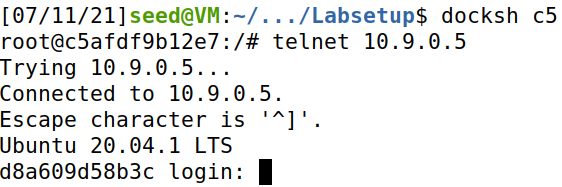 [07/11/21]seed@VM:~/.../Labsetup$ docksh c5
root@c5afdf9b12e7:/# telnet 10.9.0.5
Trying 10.9.0.5...
Connected to 10.9.0.5.
Escape character is '^]'.
Ubuntu 20.04.1 LTS
d8a609d58b3c login: